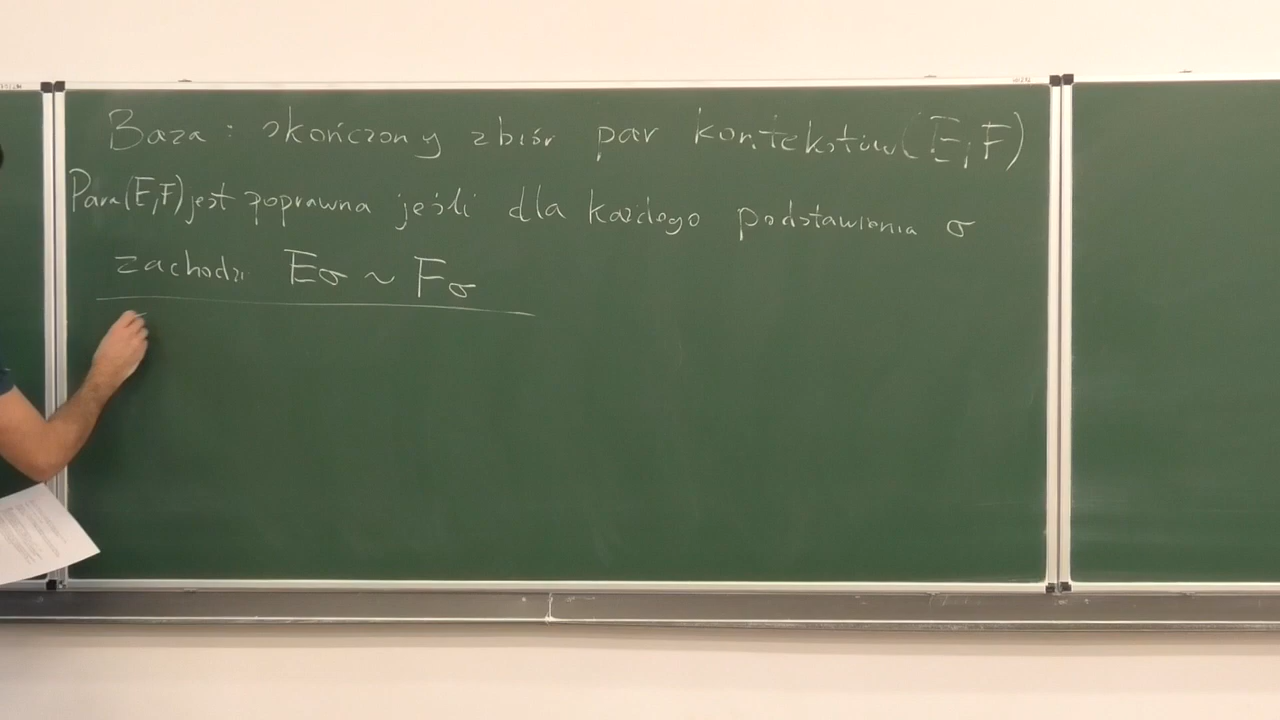 Baza : skończony zbiór par kontekstów (E,F)
Para (E,F) jest poprawna jeśli dla każdego podstawienia σ
zachodzi Eσ ~ Fσ